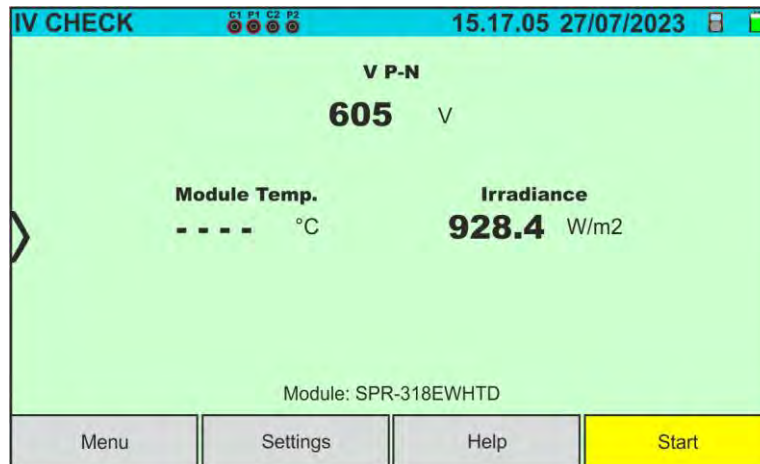 IV CHECK C1 P1 C2 P2 15.17.05 27/07/2023
V P-N
605 V
Module Temp. Irradiance
- - - - °C 928.4 W/m2
Module: SPR-318EWHTD
Menu Settings Help Start